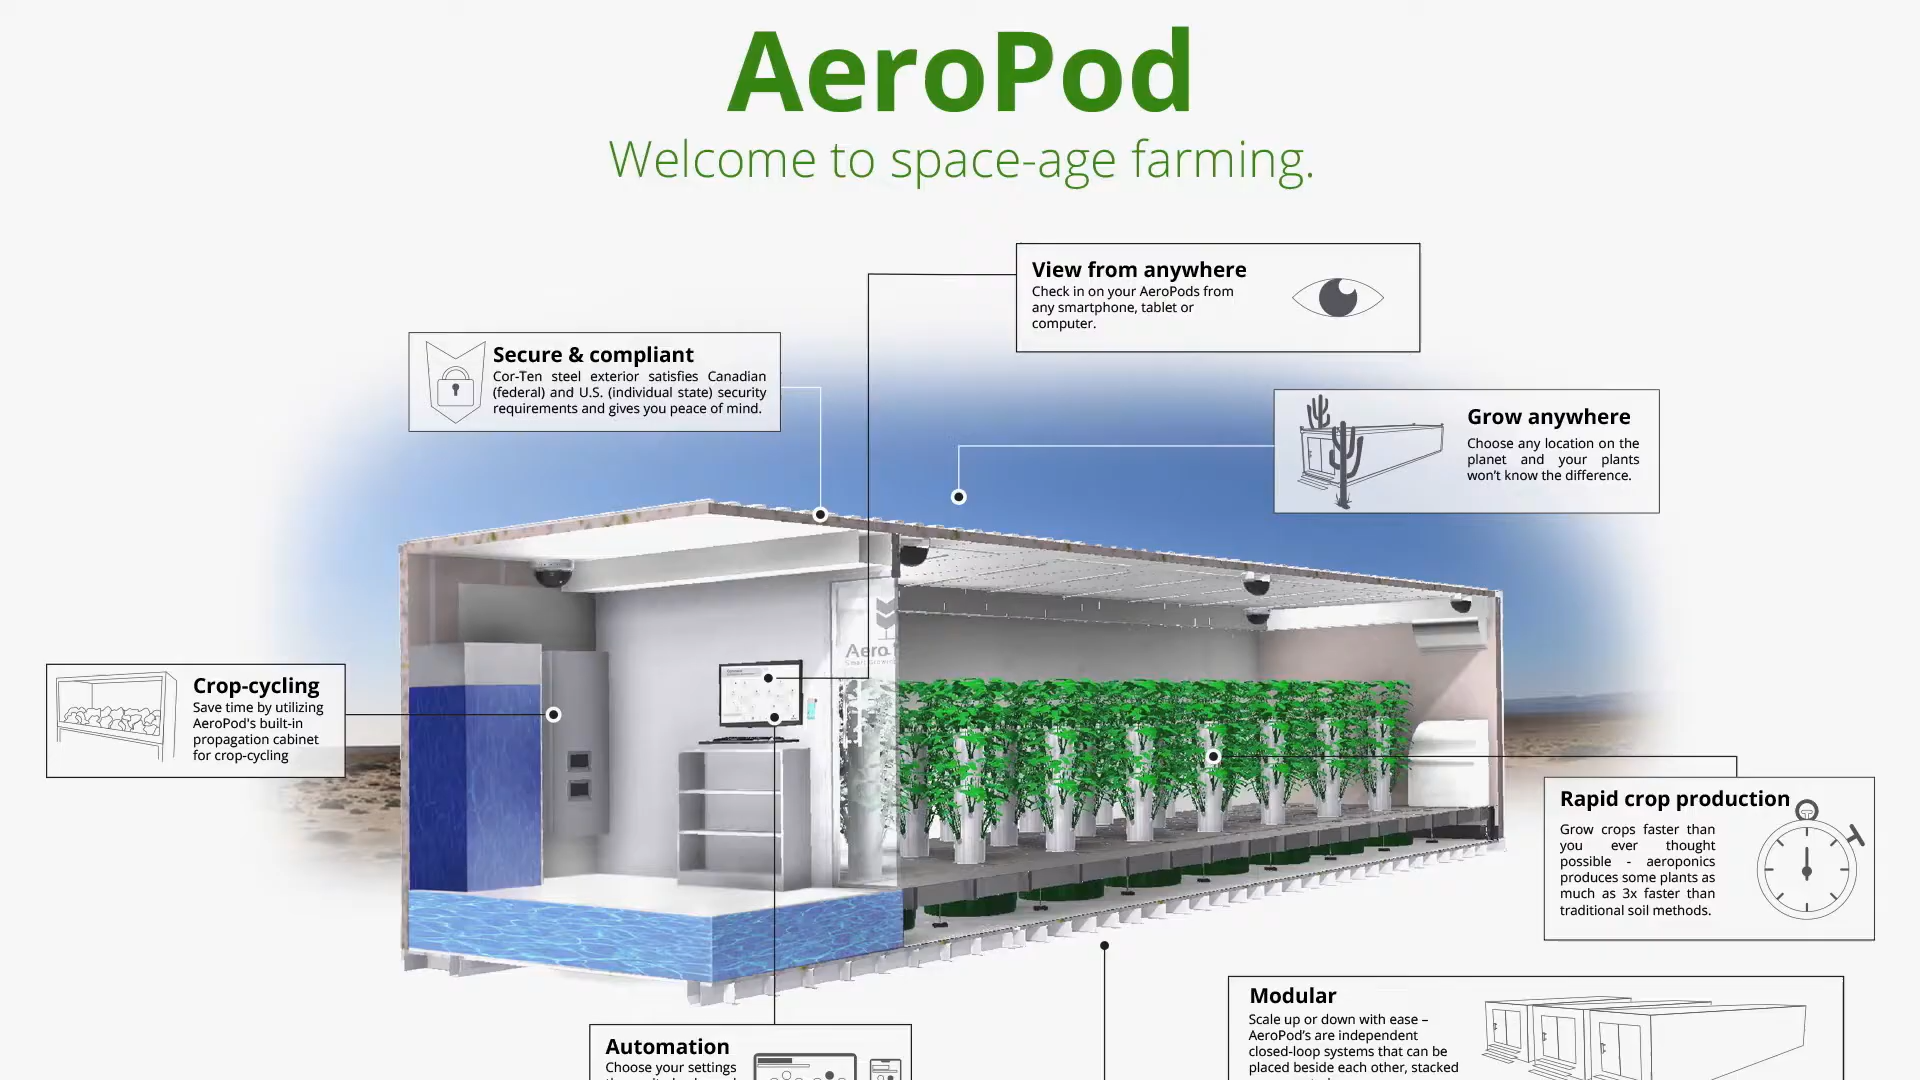 AeroPod
Welcome to space-age farming.
View from anywhere
Check in on your AeroPods from
any smartphone, tablet or
computer.
Secure & compliant
Cor-Ten steel exterior satisfies Canadian
(federal) and U.S. (individual state) security
requirements and gives you peace of mind.
Grow anywhere
Choose any location on the
planet and your plants
won't know the difference.
Aero
Crop-cycling
Save time by utilizing
AeroPod's built-in
propagation cabinet
for crop-cycling
Rapid crop production
Grow crops faster than
you ever thought
possible - aeroponics
produces some plants as
much as 3x faster than
traditional soil methods.
Modular
Scale up or down with ease –
AeroPod's are independent
closed-loop systems that can be
placed beside each other, stacked
Automation
Choose your settings